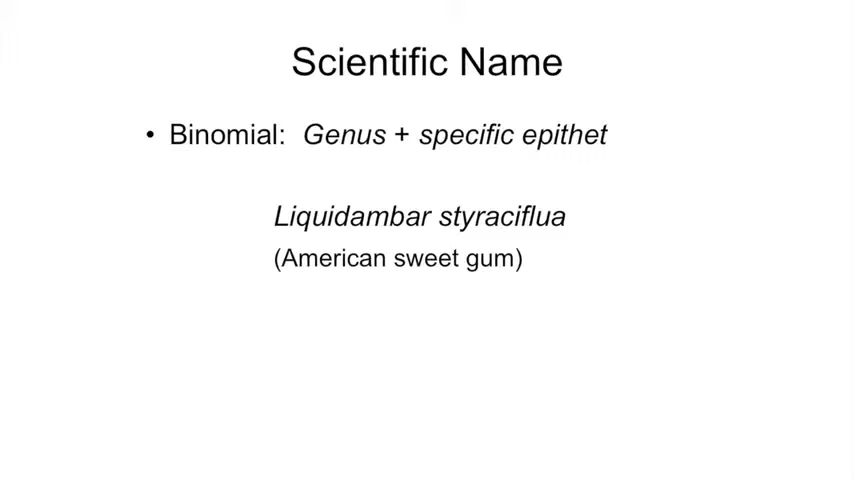 Scientific Name
• Binomial: Genus + specific epithet
Liquidambar styraciflua
(American sweet gum)